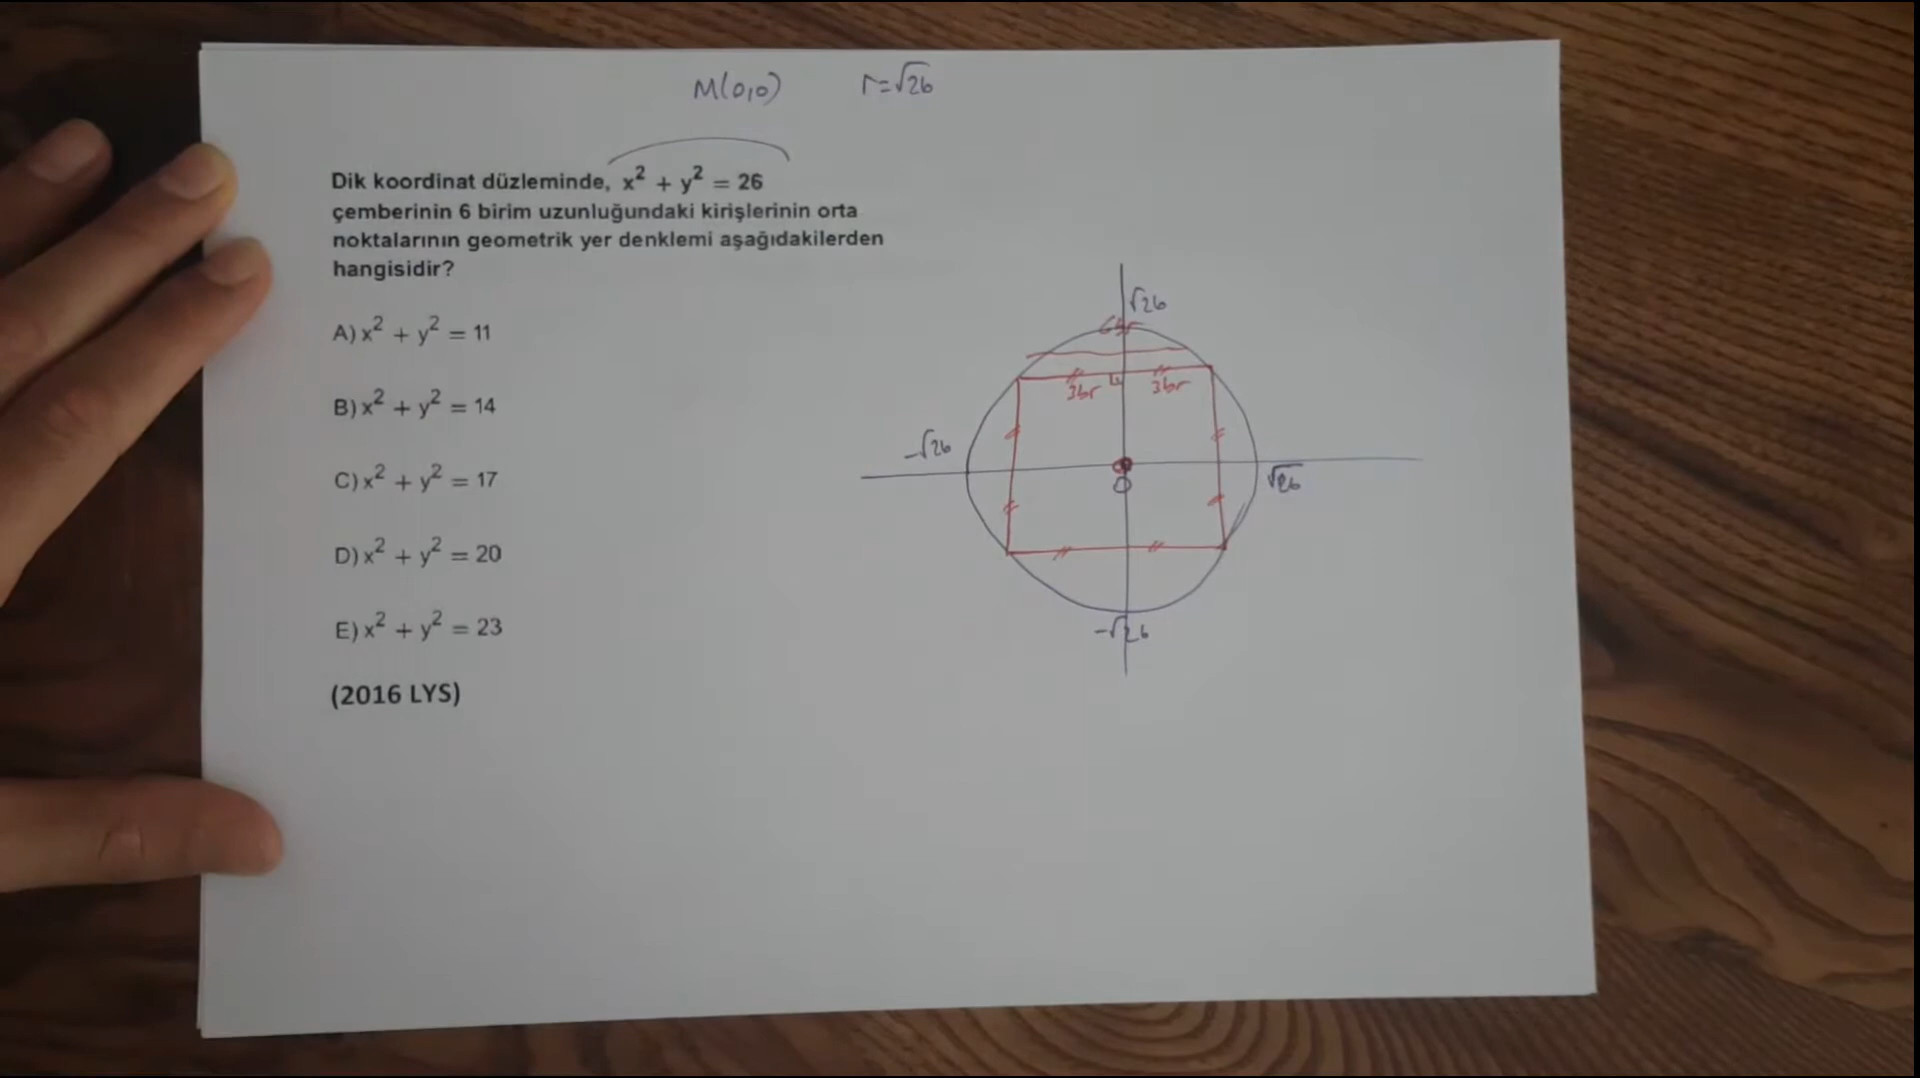 M(0,0) r=√26
Dik koordinat düzleminde, x² + y² = 26
çemberinin 6 birim uzunluğundaki kirişlerinin orta
noktalarının geometrik yer denklemi aşağıdakilerden
hangisidir?
A) x² + y² = 11
B) x² + y² = 14
C) x² + y² = 17
D) x² + y² = 20
E) x² + y² = 23
(2016 LYS)
√26
6br
3br 3br
-√26
√26
O
-√26